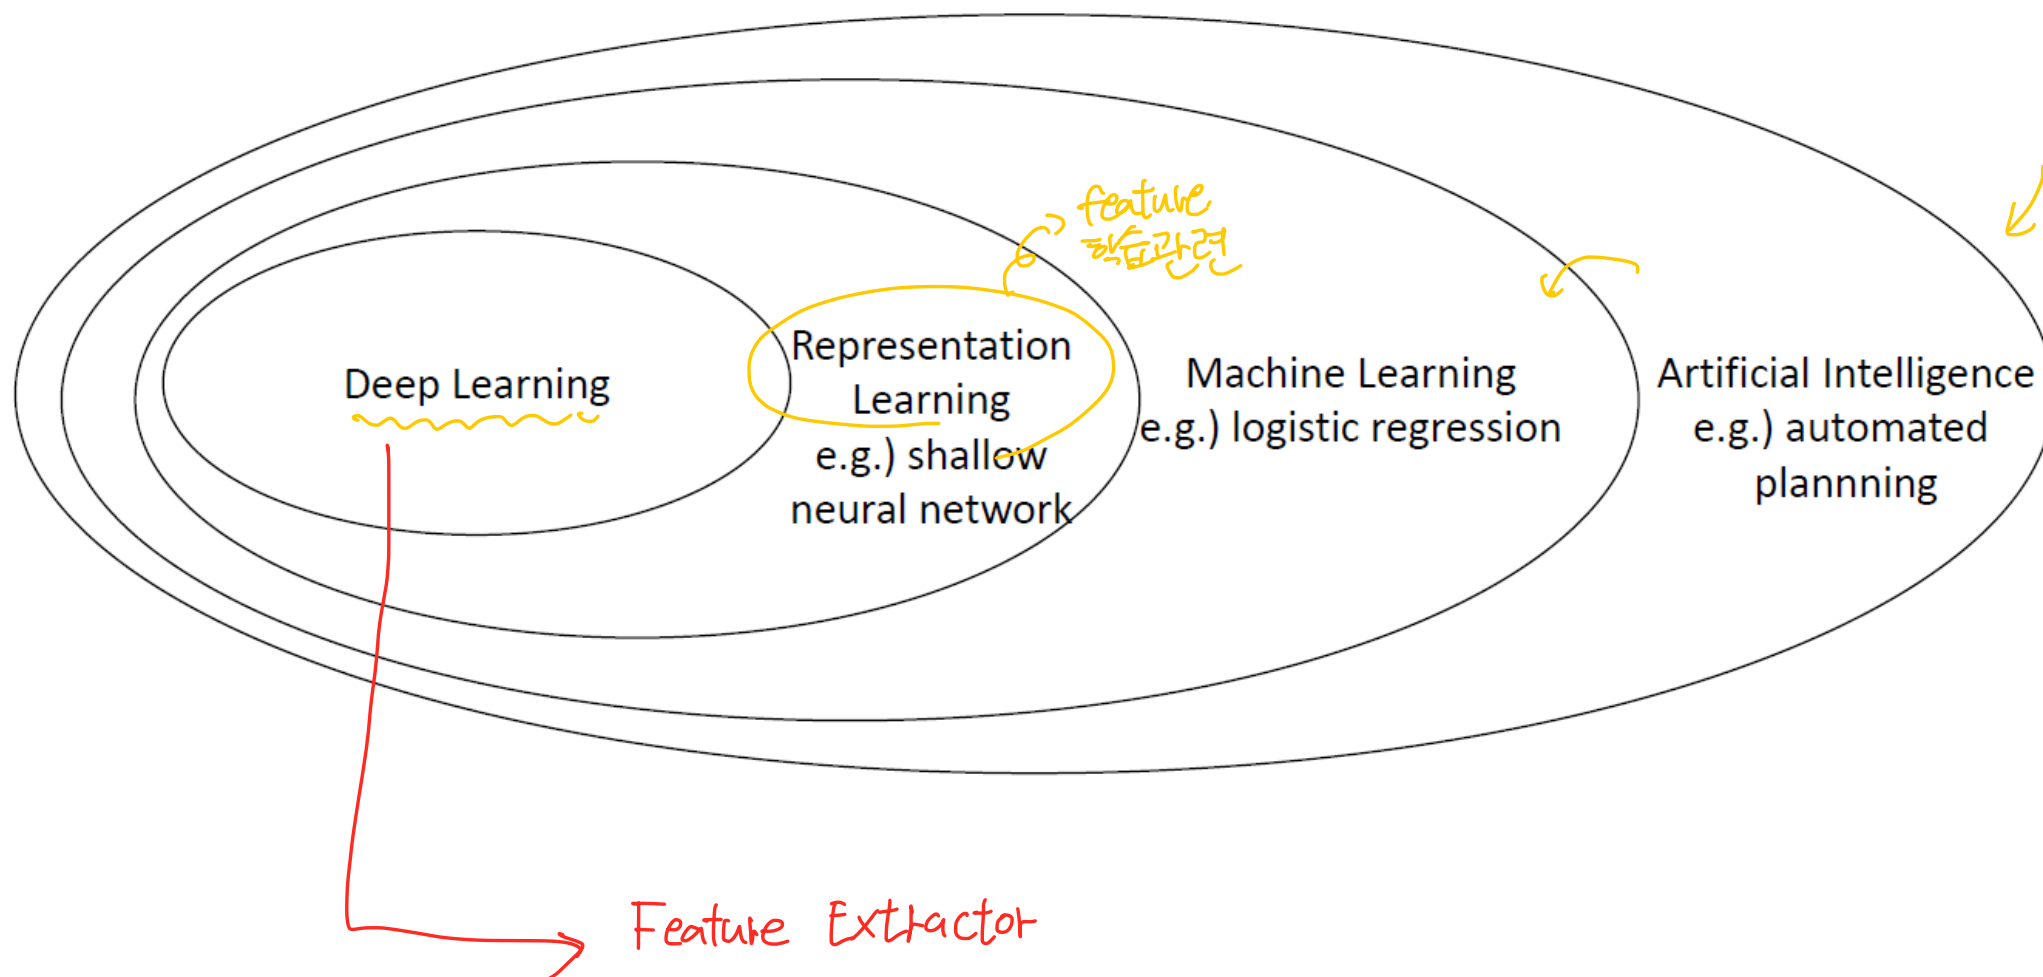 feature
학습관련
Deep Learning
Representation
Learning
e.g.) shallow
neural network
Machine Learning
e.g.) logistic regression
Artificial Intelligence
e.g.) automated
plannning
Feature Extractor